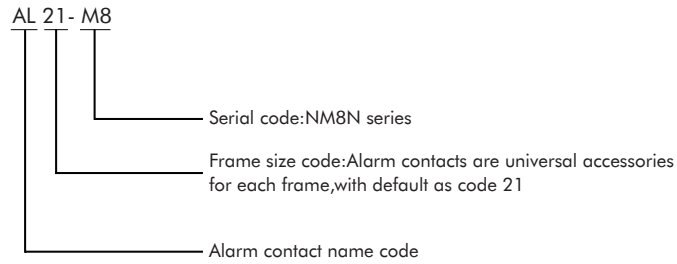 AL 21- M8
Serial code:NM8N series
Frame size code:Alarm contacts are universal accessories
for each frame,with default as code 21
Alarm contact name code